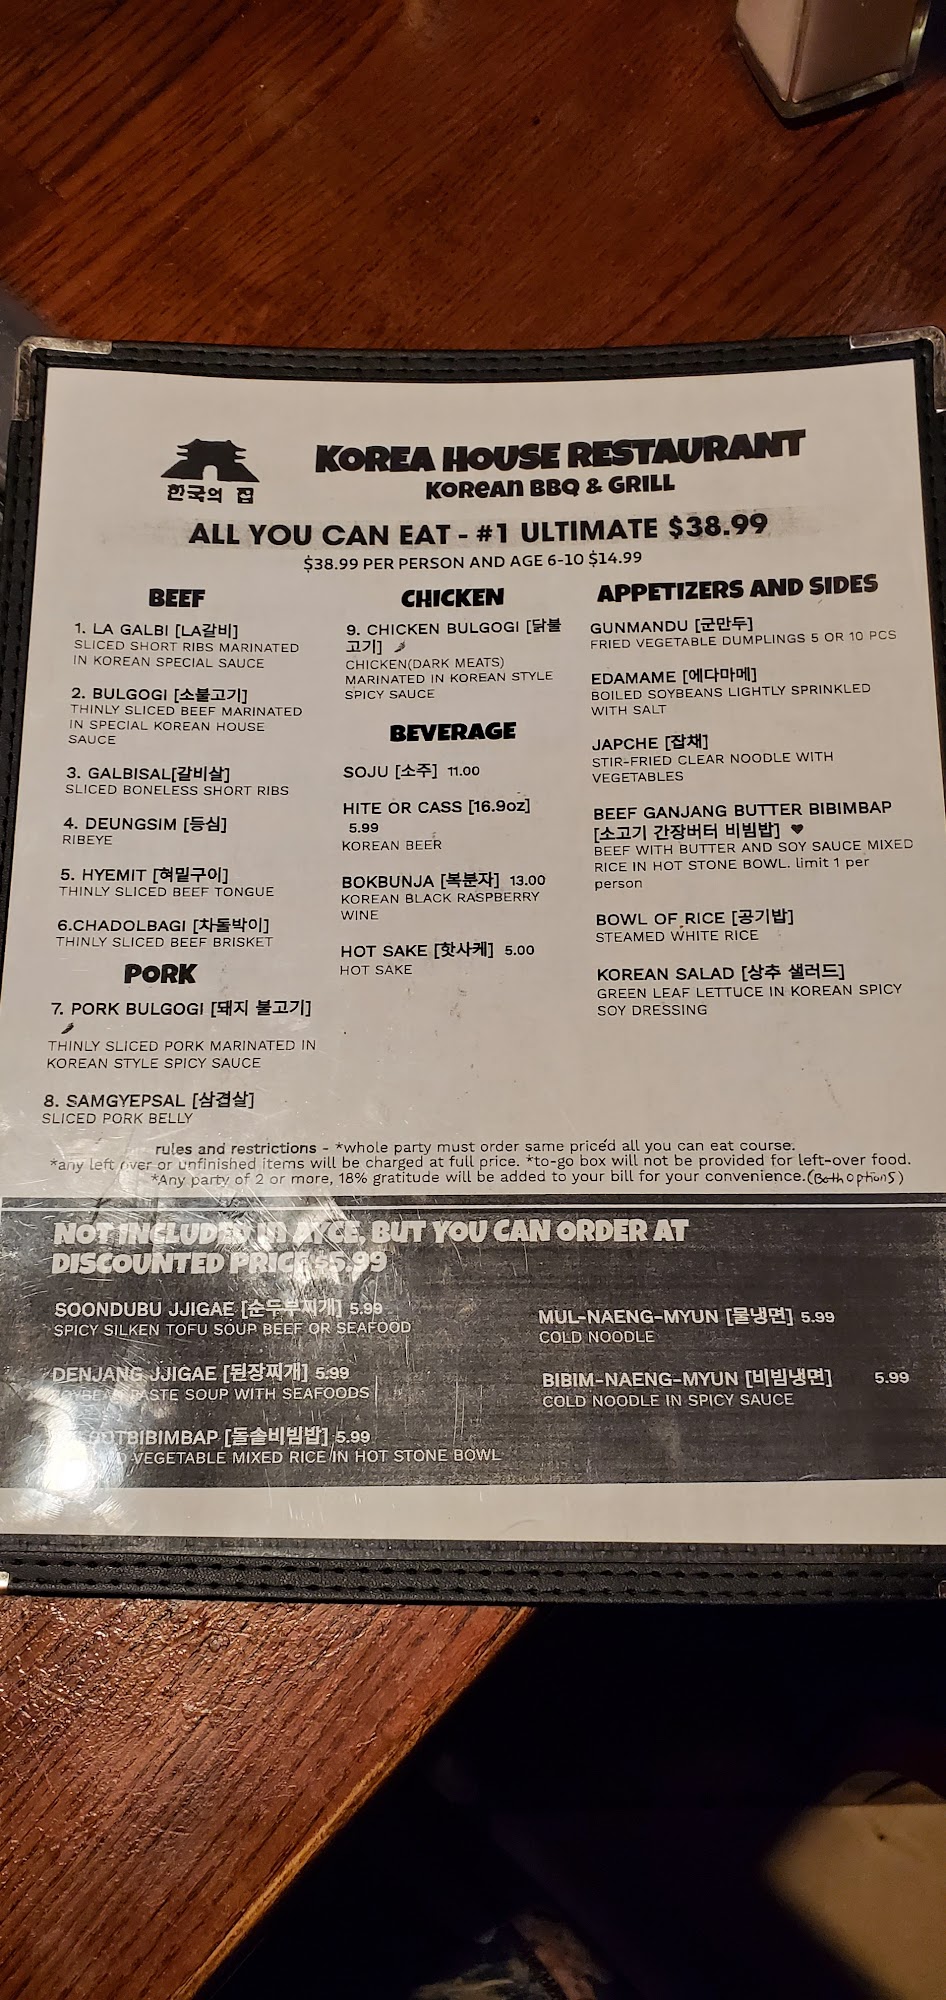 한국의 집
KOREA HOUSE RESTAURANT
KOREAN BBQ & GRILL
ALL YOU CAN EAT - #1 ULTIMATE $38.99
$38.99 PER PERSON AND AGE 6-10 $14.99
BEEF
1. LA GALBI [LA갈비]
SLICED SHORT RIBS MARINATED
IN KOREAN SPECIAL SAUCE
2. BULGOGI [소불고기]
THINLY SLICED BEEF MARINATED
IN SPECIAL KOREAN HOUSE
SAUCE
3. GALBISAL[갈비살]
SLICED BONELESS SHORT RIBS
4. DEUNGSIM [등심]
RIBEYE
5. HYEMIT [혀밑구이]
THINLY SLICED BEEF TONGUE
6.CHADOLBAGI [차돌박이]
THINLY SLICED BEEF BRISKET
PORK
7. PORK BULGOGI [돼지 불고기]
THINLY SLICED PORK MARINATED IN
KOREAN STYLE SPICY SAUCE
8. SAMGYEPSAL [삼겹살]
SLICED PORK BELLY
CHICKEN
9. CHICKEN BULGOGI [닭불
고기]
CHICKEN(DARK MEATS)
MARINATED IN KOREAN STYLE
SPICY SAUCE
BEVERAGE
SOJU [소주] 11.00
HITE OR CASS [16.9oz]
5.99
KOREAN BEER
BOKBUNJA [복분자] 13.00
KOREAN BLACK RASPBERRY
WINE
HOT SAKE [핫사케] 5.00
HOT SAKE
APPETIZERS AND SIDES
GUNMANDU [군만두]
FRIED VEGETABLE DUMPLINGS 5 OR 10 PCS
EDAMAME [에다마메]
BOILED SOYBEANS LIGHTLY SPRINKLED
WITH SALT
JAPCHE [잡채]
STIR-FRIED CLEAR NOODLE WITH
VEGETABLES
BEEF GANJANG BUTTER BIBIMBAP
[소고기 간장버터 비빔밥] ♥
BEEF WITH BUTTER AND SOY SAUCE MIXED
RICE IN HOT STONE BOWL. limit 1 per
person
BOWL OF RICE [공기밥]
STEAMED WHITE RICE
KOREAN SALAD [상추 샐러드]
GREEN LEAF LETTUCE IN KOREAN SPICY
SOY DRESSING
rules and restrictions - *whole party must order same priced all you can eat course.
*any left over or unfinished items will be charged at full price. *to-go box will not be provided for left-over food.
*Any party of 2 or more, 18% gratitude will be added to your bill for your convenience.(Both options)
NOT INCLUDED IN AYCE, BUT YOU CAN ORDER AT
DISCOUNTED PRICE $5.99
SOONDUBU JJIGAE [순두부찌개] 5.99
SPICY SILKEN TOFU SOUP BEEF OR SEAFOOD
DENJANG JJIGAE [된장찌개] 5.99
SOYBEAN PASTE SOUP WITH SEAFOODS
[돌솥비빔밥] 5.99
VEGETABLE MIXED RICE IN HOT STONE BOWL
MUL-NAENG-MYUN [물냉면] 5.99
COLD NOODLE
BIBIM-NAENG-MYUN [비빔냉면] 5.99
COLD NOODLE IN SPICY SAUCE